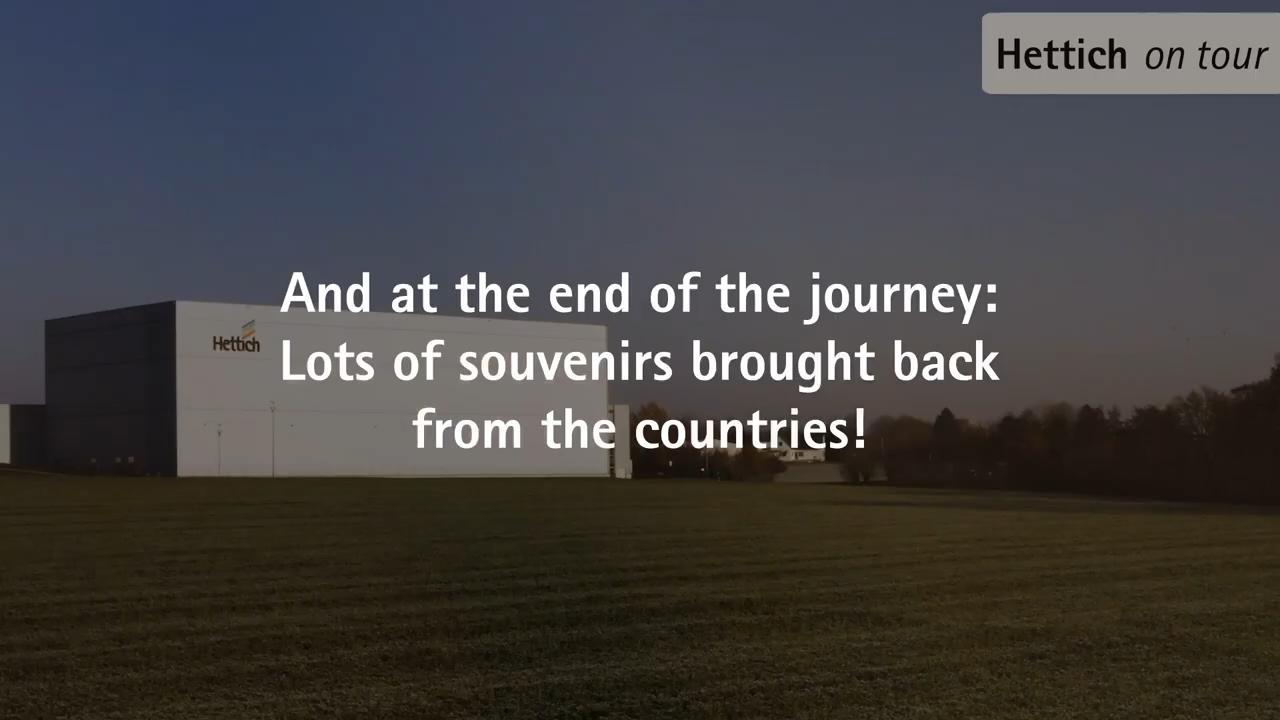 Hettich on tour
And at the end of the journey:
Hettich
Lots of souvenirs brought back
from the countries!